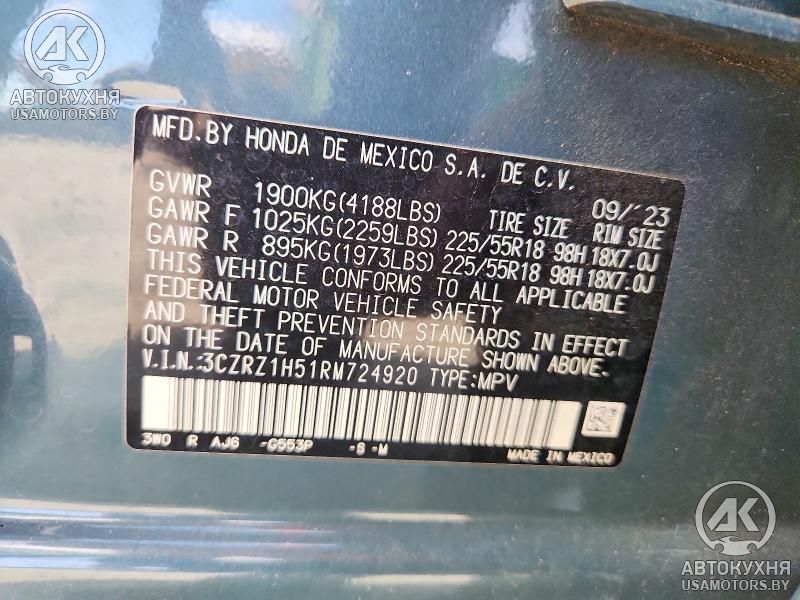 AK
АВТОКУХНЯ
USAMOTORS.BY
MFD.BY HONDA DE MEXICO S.A. DE C.V.
09/'23
GVWR 1900KG(4188LBS) TIRE SIZE RIM SIZE
GAWR F 1025KG(2259LBS) 225/55R18 98H 18X7.0J
GAWR R 895KG(1973LBS) 225/55R18 98H 18X7.0J
THIS VEHICLE CONFORMS TO ALL APPLICABLE
FEDERAL MOTOR VEHICLE SAFETY
AND THEFT PREVENTION STANDARDS IN EFFECT
ON THE DATE OF MANUFACTURE SHOWN ABOVE.
V.I.N.:3CZRZ1H51RM724920 TYPE:MPV
3W0 R AJ6 -G553P -S -M
MADE IN MEXICO
AK
АВТОКУХНЯ
USAMOTORS.BY